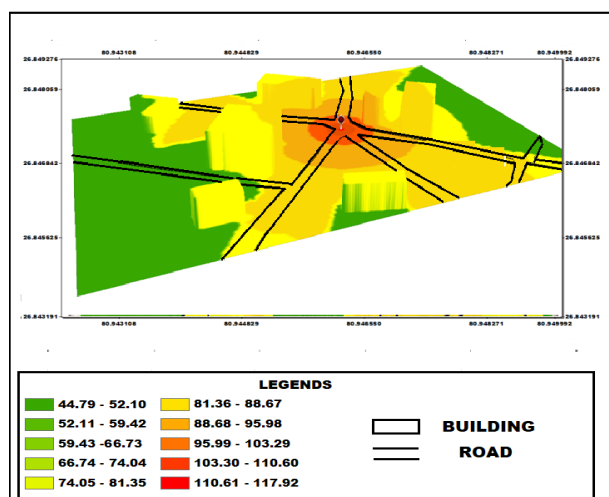 80.943108 80.944829 80.946550 80.948271 80.949992
26.849276 26.849276
26.848059 26.848059
26.846842 26.846842
26.845625 26.845625
26.843191 26.843191
80.943108 80.944829 80.946550 80.948271 80.949992
LEGENDS
44.79 - 52.10 81.36 - 88.67
52.11 - 59.42 88.68 - 95.98 BUILDING
59.43 -66.73 95.99 - 103.29 ROAD
66.74 - 74.04 103.30 - 110.60
74.05 - 81.35 110.61 - 117.92